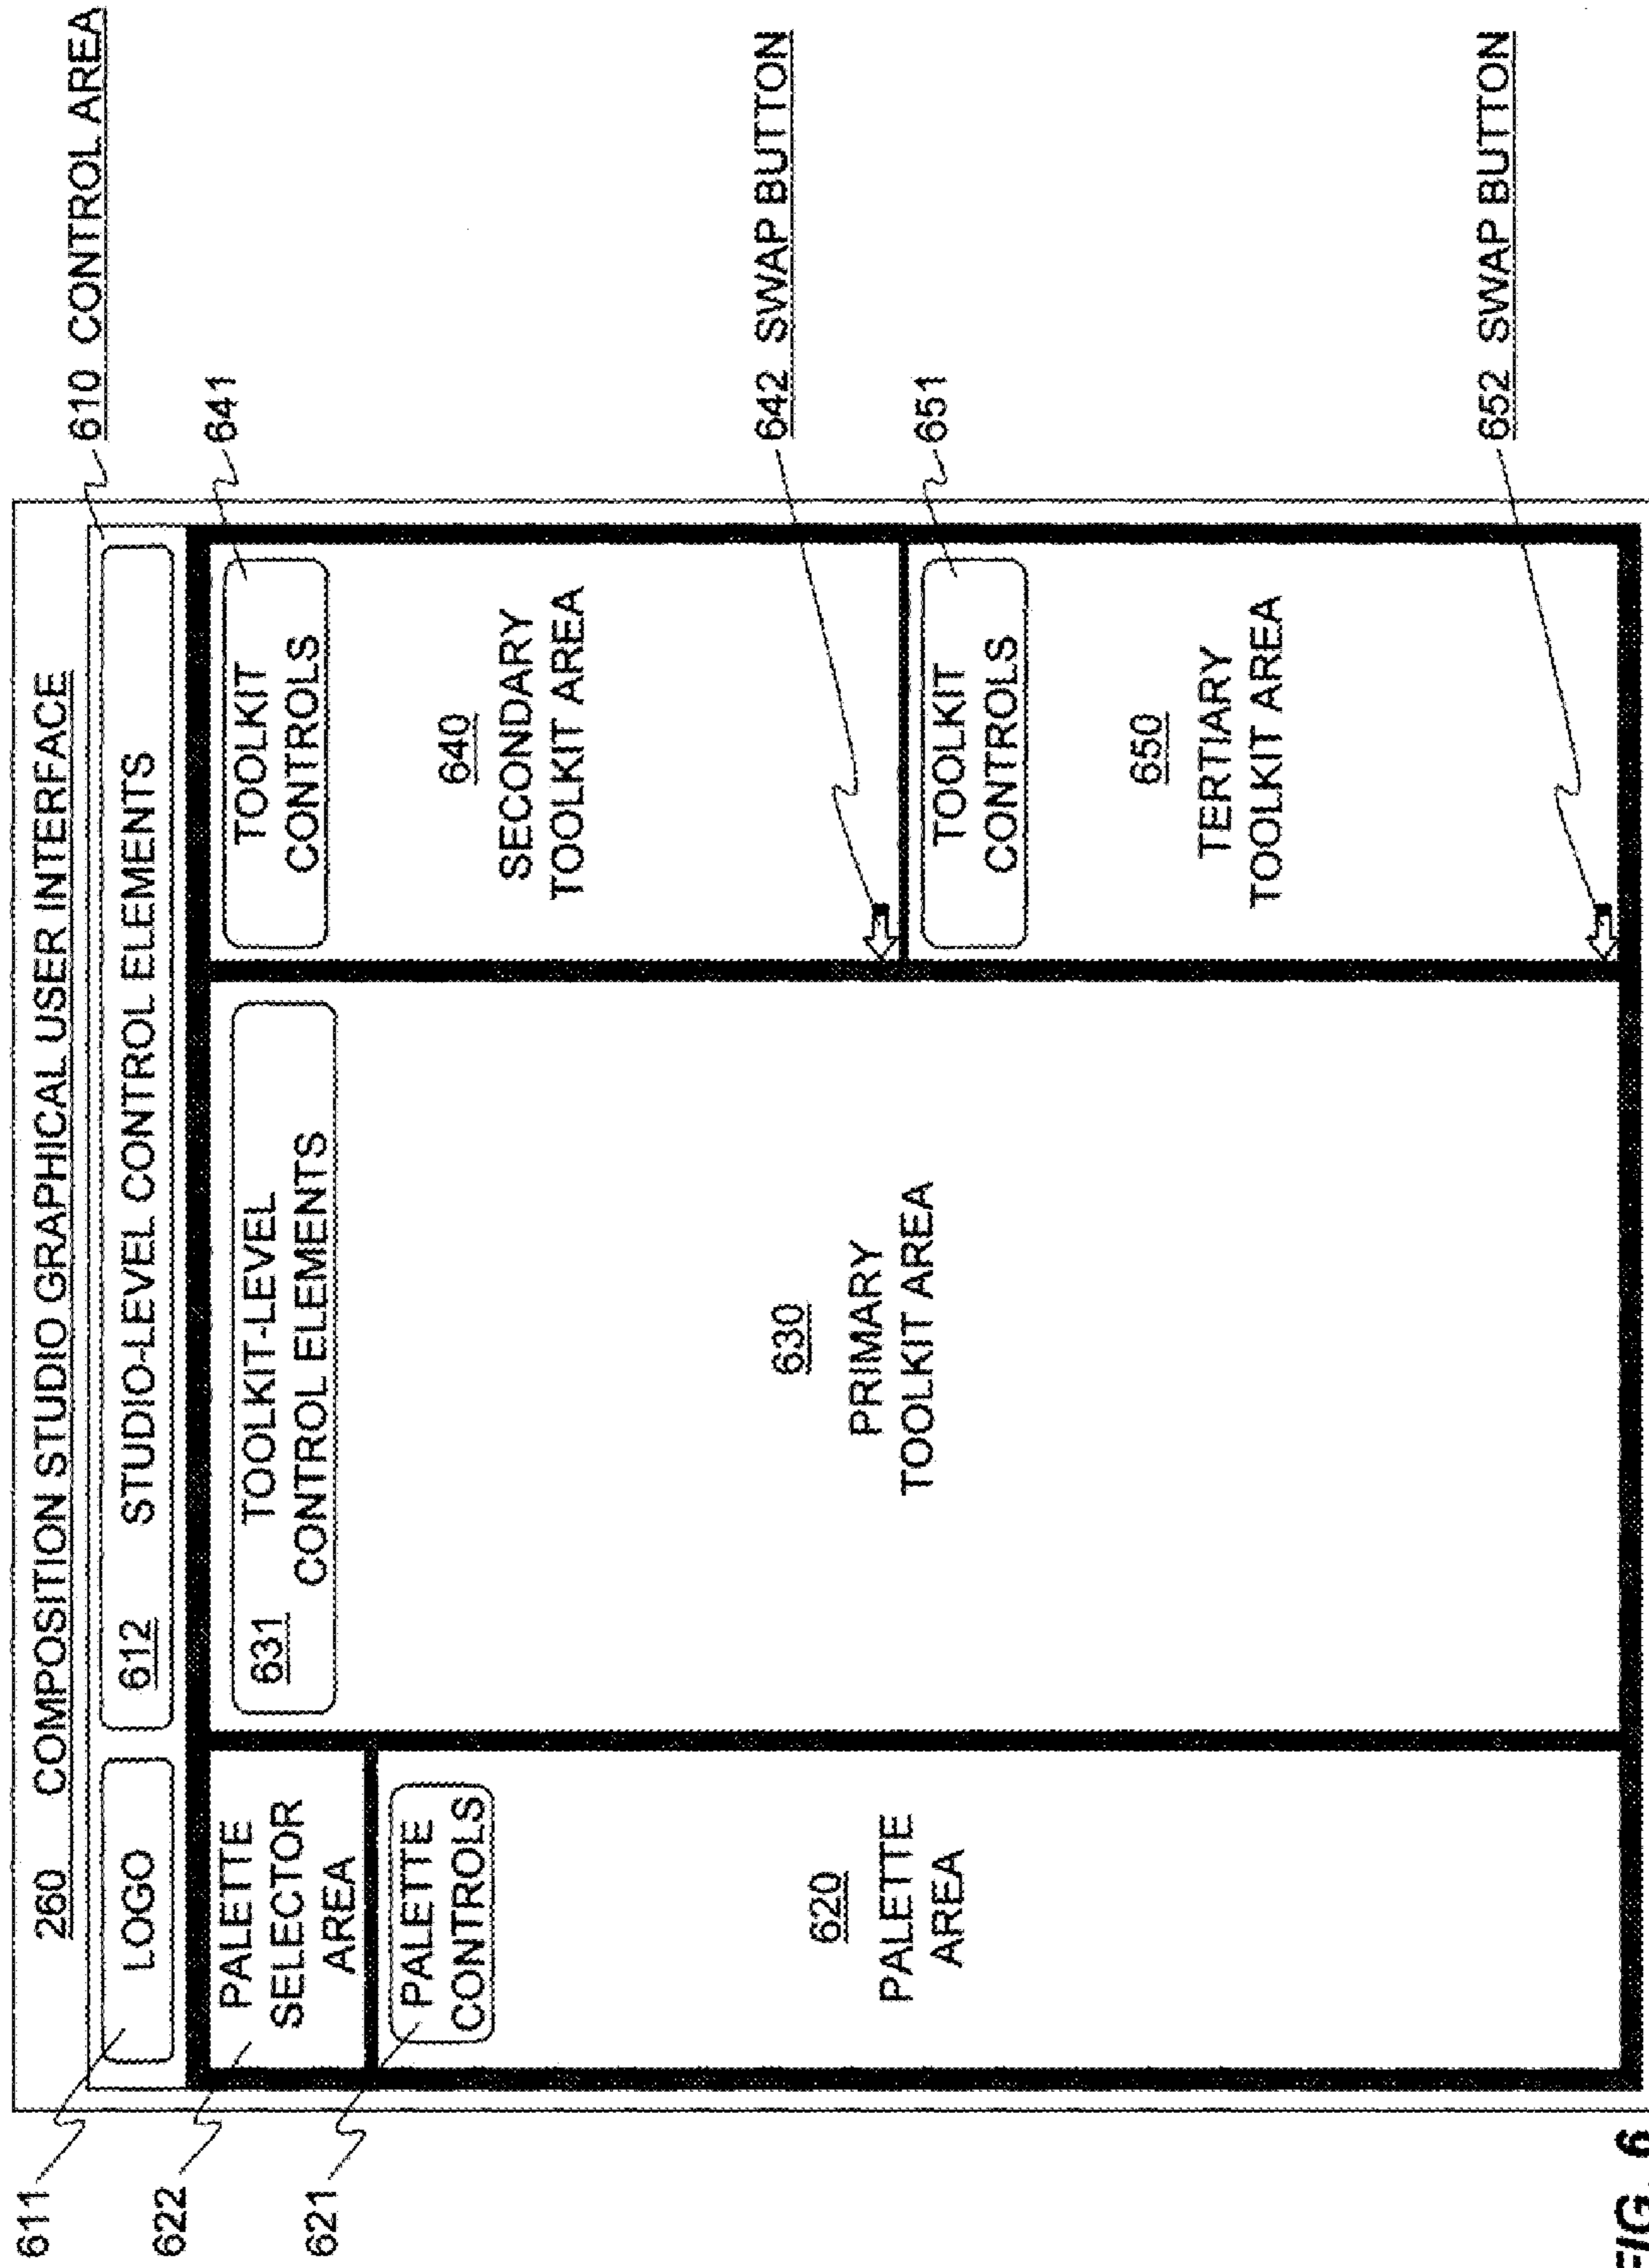 260 COMPOSITION STUDIO GRAPHICAL USER INTERFACE
610 CONTROL AREA
611
LOGO
612 STUDIO-LEVEL CONTROL ELEMENTS
622
PALETTE
SELECTOR
AREA
621
PALETTE
CONTROLS
620
PALETTE
AREA
631 TOOLKIT-LEVEL
CONTROL ELEMENTS
630
PRIMARY
TOOLKIT AREA
641
TOOLKIT
CONTROLS
640
SECONDARY
TOOLKIT AREA
642 SWAP BUTTON
651
TOOLKIT
CONTROLS
650
TERTIARY
TOOLKIT AREA
652 SWAP BUTTON
FIG. 6